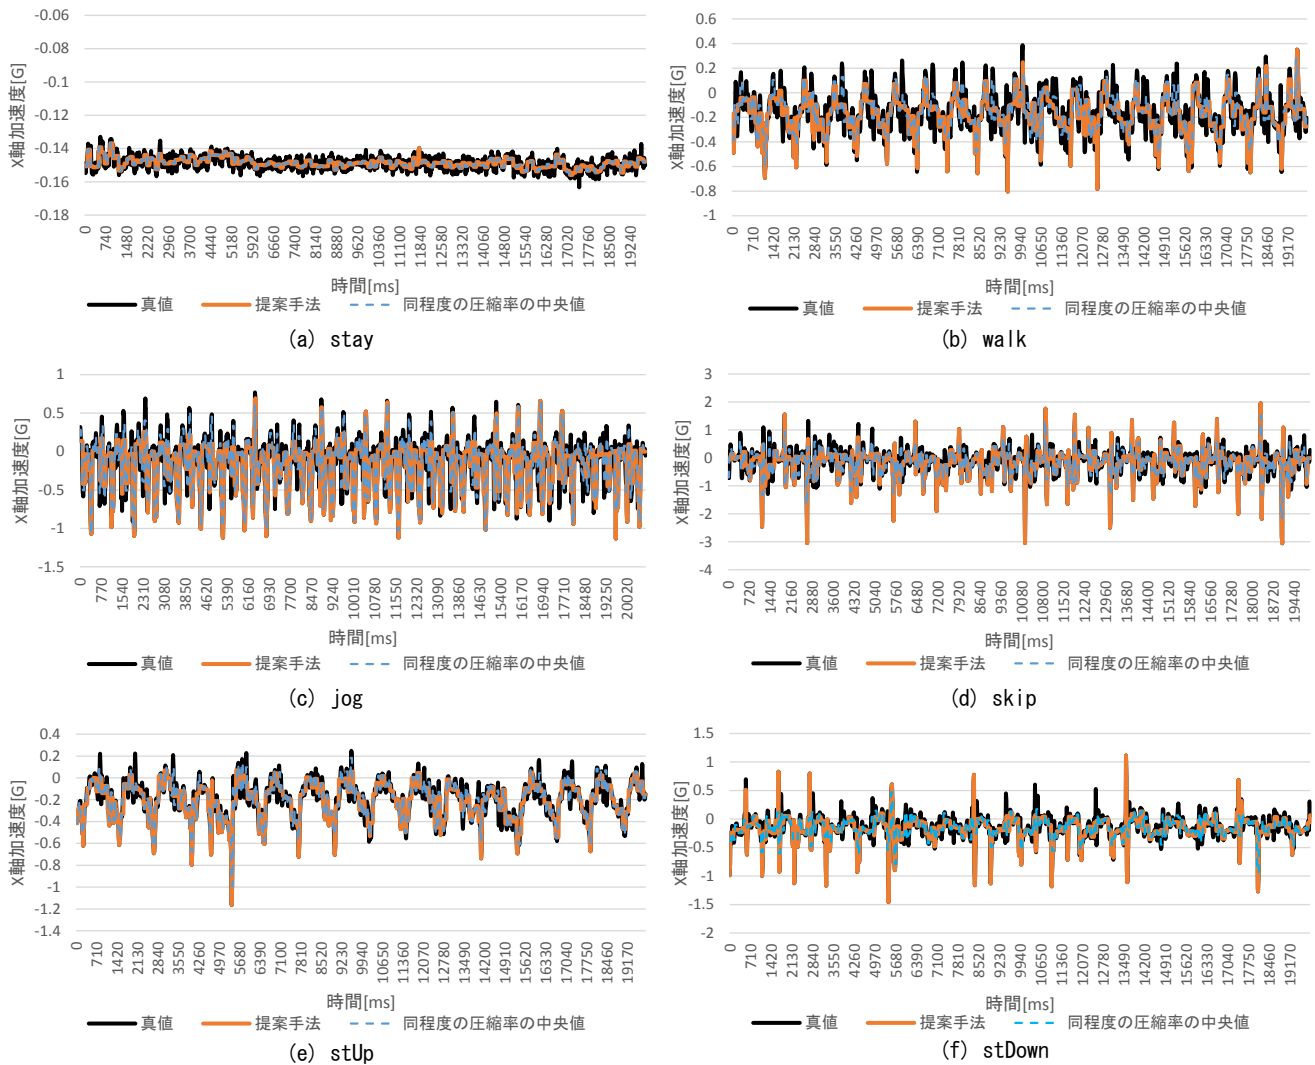 -0.06
-0.08
-0.1
-0.12
-0.14
-0.16
-0.18
X軸加速度[G]
0 740 1480 2220 2960 3700 4440 5180 5920 6660 7400 8140 8880 9620 10360 11100 11840 12580 13320 14060 14800 15540 16280 17020 17760 18500 19240
時間[ms]
真値 提案手法 同程度の圧縮率の中央値
(a) stay
0.6
0.4
0.2
0
-0.2
-0.4
-0.6
-0.8
-1
X軸加速度[G]
0 710 1420 2130 2840 3550 4260 4970 5680 6390 7100 7810 8520 9230 9940 10650 11360 12070 12780 13490 14200 14910 15620 16330 17040 17750 18460 19170
時間[ms]
真値 提案手法 同程度の圧縮率の中央値
(b) walk
1
0.5
0
-0.5
-1
-1.5
X軸加速度[G]
0 770 1540 2310 3080 3850 4620 5390 6160 6930 7700 8470 9240 10010 10780 11550 12320 13090 13860 14630 15400 16170 16940 17710 18480 19250 20020
時間[ms]
真値 提案手法 同程度の圧縮率の中央値
(c) jog
3
2
1
0
-1
-2
-3
-4
X軸加速度[G]
0 720 1440 2160 2880 3600 4320 5040 5760 6480 7200 7920 8640 9360 10080 10800 11520 12240 12960 13680 14400 15120 15840 16560 17280 18000 18720 19440
時間[ms]
真値 提案手法 同程度の圧縮率の中央値
(d) skip
0.4
0.2
0
-0.2
-0.4
-0.6
-0.8
-1
-1.2
-1.4
X軸加速度[G]
0 710 1420 2130 2840 3550 4260 4970 5680 6390 7100 7810 8520 9230 9940 10650 11360 12070 12780 13490 14200 14910 15620 16330 17040 17750 18460 19170
時間[ms]
真値 提案手法 同程度の圧縮率の中央値
(e) stUp
1.5
1
0.5
0
-0.5
-1
-1.5
-2
X軸加速度[G]
0 710 1420 2130 2840 3550 4260 4970 5680 6390 7100 7810 8520 9230 9940 10650 11360 12070 12780 13490 14200 14910 15620 16330 17040 17750 18460 19170
時間[ms]
真値 提案手法 同程度の圧縮率の中央値
(f) stDown